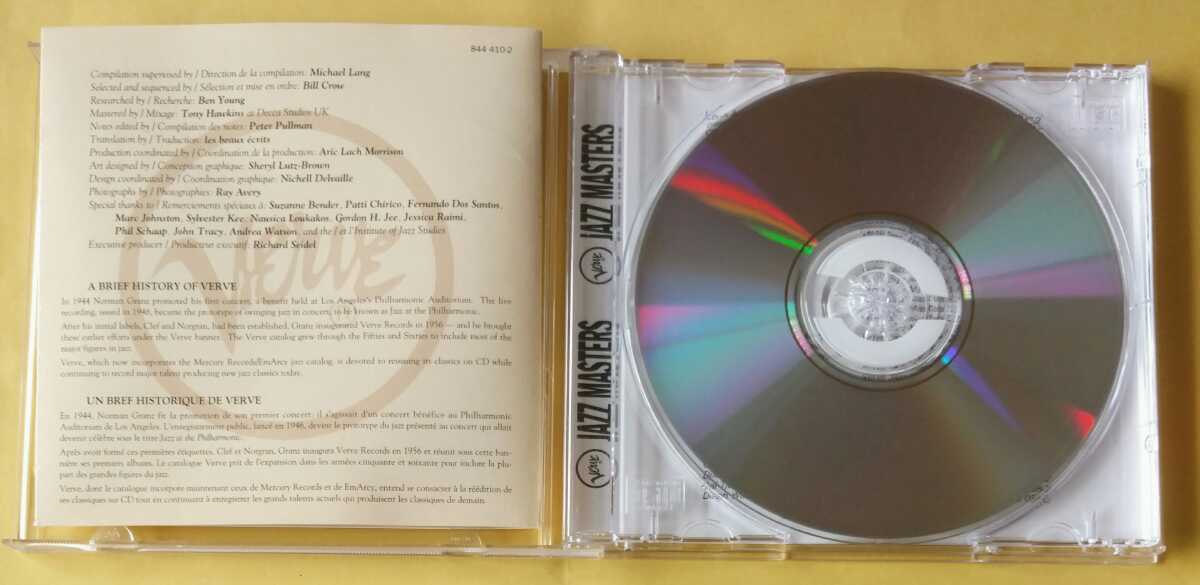 844 410-2
Compilation supervised by / Direction de la compilation: Michael Lang
Selected and sequenced by / Sélection et mise en ordre: Bill Crow
Researched by / Recherche: Ben Young
Mastered by / Mixage: Tony Hawkins at Decca Studios UK
Notes edited by / Compilation des notes: Peter Pullman
Translation by / Traduction: les beaux écrits
Production coordinated by / Coordination de la production: Aric Lach Morrison
Art designed by / Conception graphique: Sheryl Lutz-Brown
Design coordinated by / Coordination graphique: Nichell Delvaille
Photographs by / Photographies: Ray Avery
Special thanks to / Remerciements spéciaux à: Suzanne Bender, Patti Chirico, Fernando Dos Santos,
Marc Johnston, Sylvester Kee, Nausica Loukakos, Gordon H. Jee, Jessica Raimi,
Phil Schaap, John Tracy, Andrea Watson, and the / et l'Institute of Jazz Studies
Executive producer / Producteur executif: Richard Seidel
Verve
A BRIEF HISTORY OF VERVE
In 1944 Norman Granz promoted his first concert, a benefit held at Los Angeles's Philharmonic Auditorium. The live
recording, issued in 1946, became the prototype of swinging jazz in concert, to be known as Jazz at the Philharmonic.
After his initial labels, Clef and Norgran, had been established, Granz inaugurated Verve Records in 1956 — and he brought
these earlier efforts under the Verve banner. The Verve catalog grew through the Fifties and Sixties to include most of the
major figures in jazz.
Verve, which now incorporates the Mercury Records/EmArcy jazz catalog, is devoted to reissuing its classics on CD while
continuing to record major talent producing new jazz classics today.
UN BREF HISTORIQUE DE VERVE
En 1944, Norman Granz fit la promotion de son premier concert: il s'agissait d'un concert bénéfice au Philharmonic
Auditorium de Los Angeles. L'enregistrement public, lancé en 1946, devint le prototype du jazz présenté au concert qui allait
devenir célèbre sous le titre Jazz at the Philharmonic.
Après avoir formé ces premières étiquettes, Clef et Norgran, Granz inaugura Verve Records en 1956 et réunit sous cette ban-
nière ses premiers albums. Le catalogue Verve prit de l'expansion dans les années cinquante et soixante pour inclure la plu-
part des grandes figures du jazz.
Verve, dont le catalogue incorpore maintenant ceux de Mercury Records et de EmArcy, entend se consacrer à la réédition de
ses classiques sur CD tout en continuant à enregistrer les grands talents actuels qui produisent les classiques de demain.
Verve JAZZ MASTERS
Verve JAZZ MASTERS